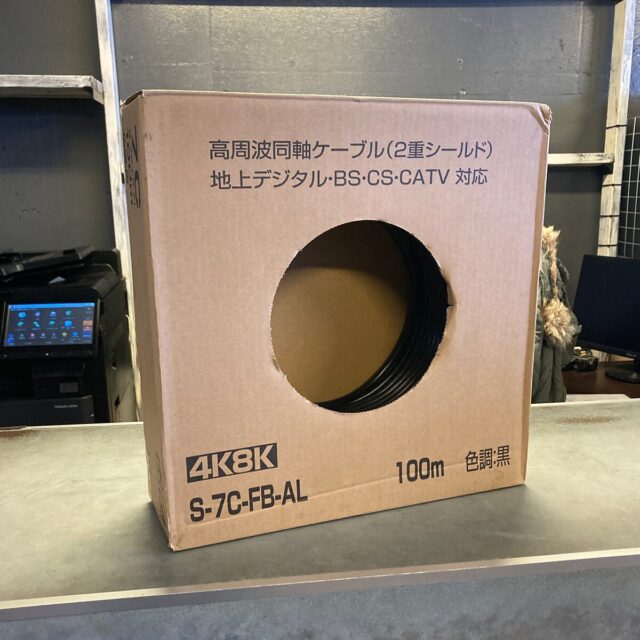 高周波同軸ケーブル(2重シールド)
地上デジタル・BS・CS・CATV 対応
4K8K
S-7C-FB-AL
100m
色調:黒